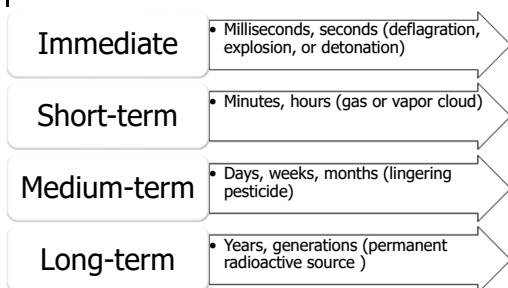 Immediate
• Milliseconds, seconds (deflagration,
explosion, or detonation)
Short-term
• Minutes, hours (gas or vapor cloud)
Medium-term
• Days, weeks, months (lingering
pesticide)
Long-term
• Years, generations (permanent
radioactive source )